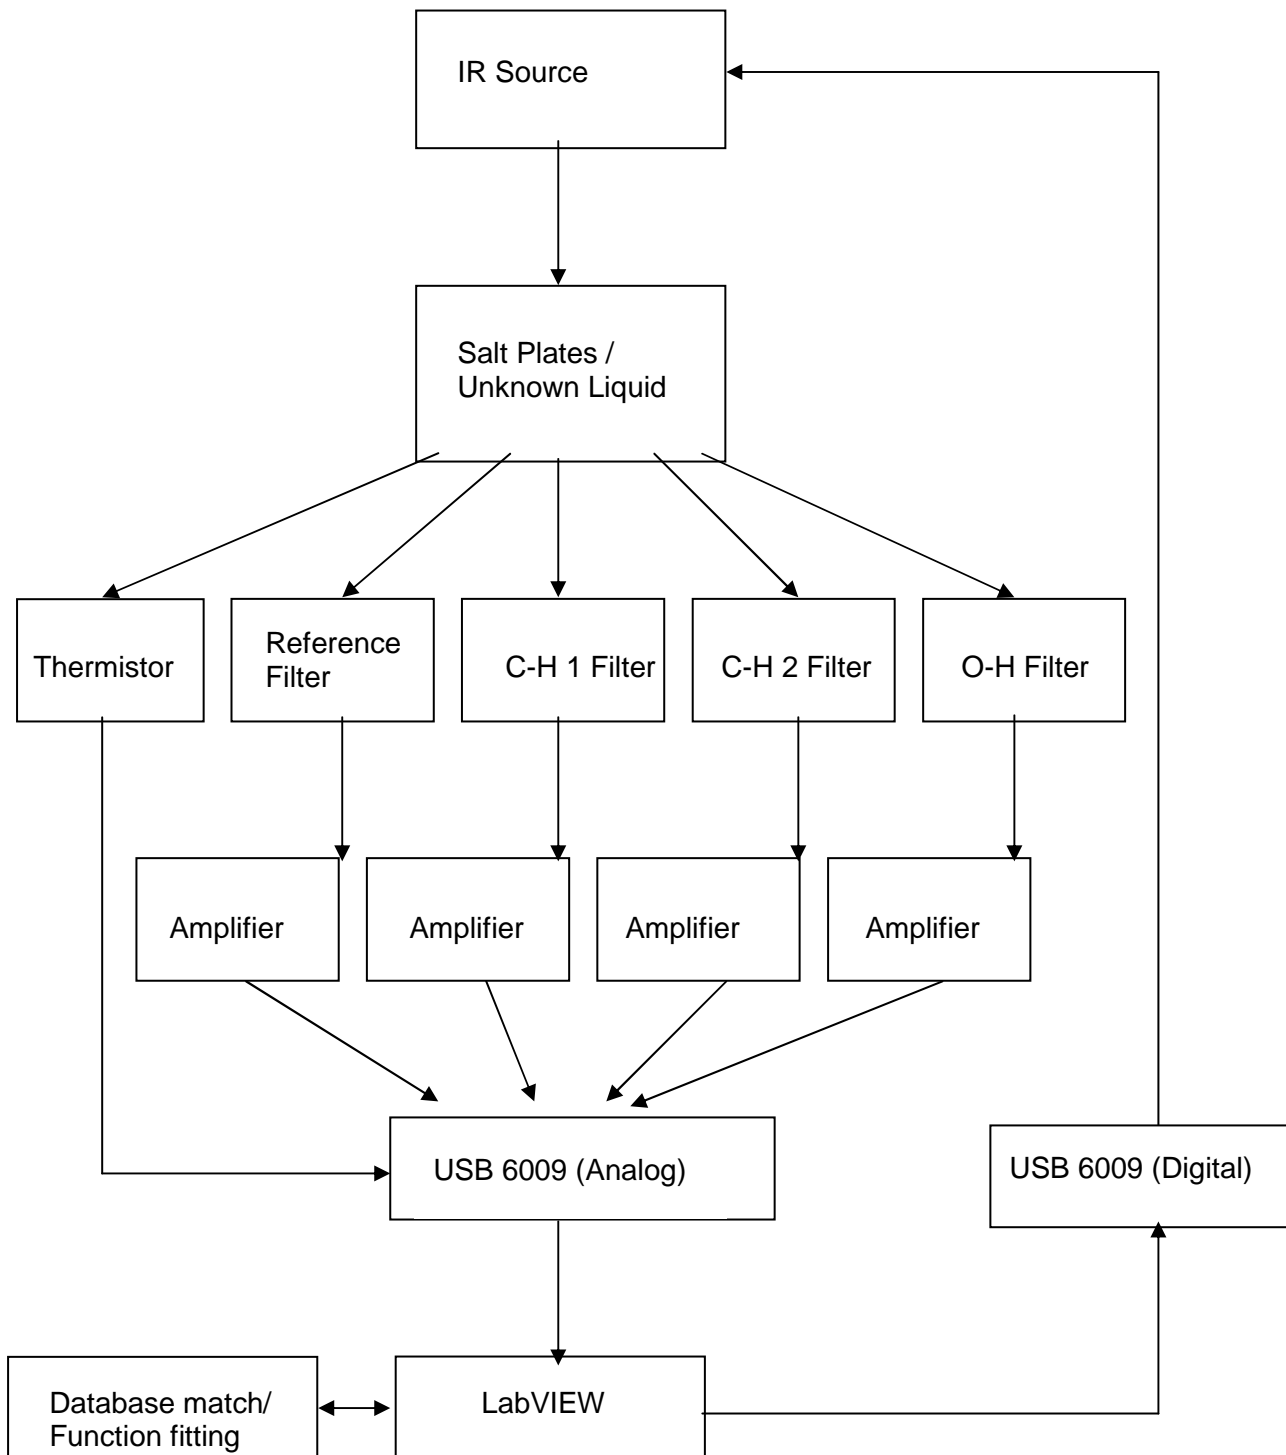 IR Source
Salt Plates /
Unknown Liquid
Thermistor
Reference
Filter
C-H 1 Filter
C-H 2 Filter
O-H Filter
Amplifier
Amplifier
Amplifier
Amplifier
USB 6009 (Analog)
USB 6009 (Digital)
Database match/
Function fitting
LabVIEW